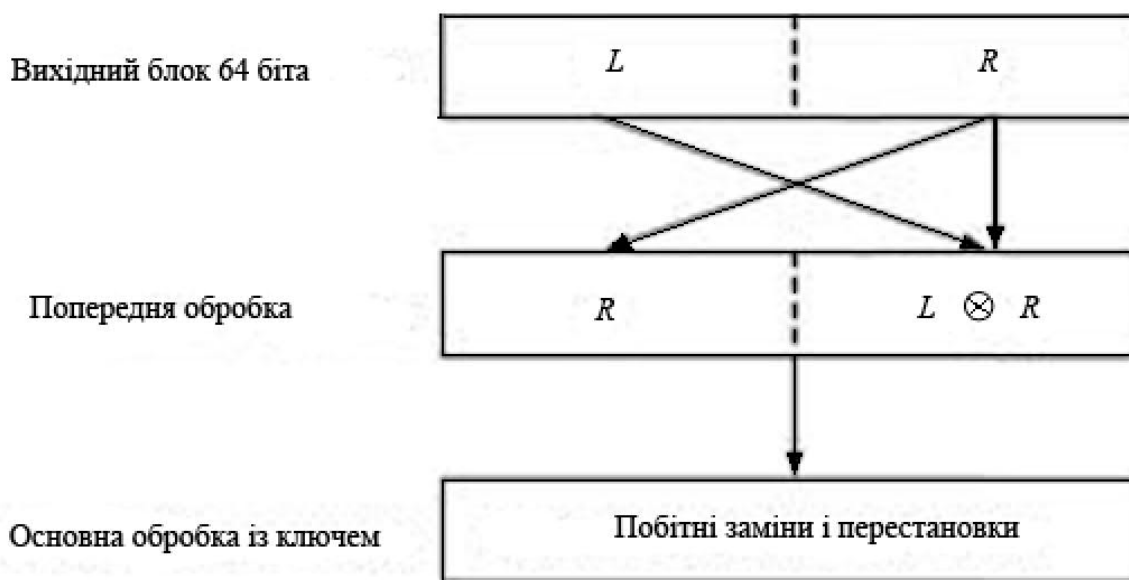 Вихідний блок 64 біта
L
R
Попередня обробка
R
L ⊗ R
Основна обробка із ключем
Побітні заміни і перестановки